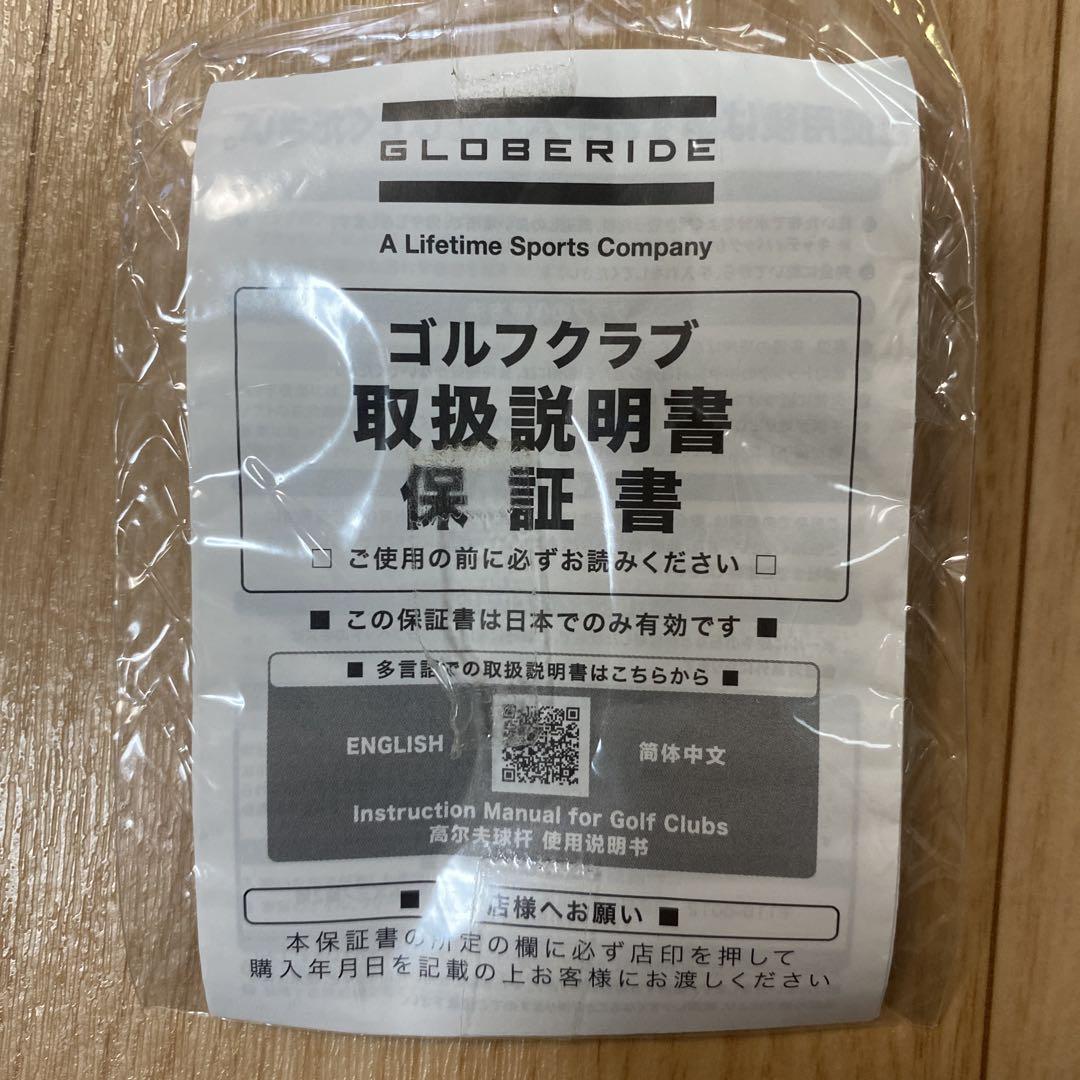 GLOBERIDE
A Lifetime Sports Company
ゴルフクラブ
取扱説明書
保証書
□ ご使用の前に必ずお読みください □
■ この保証書は日本でのみ有効です ■
■ 多言語での取扱説明書はこちらから ■
ENGLISH
简体中文
Instruction Manual for Golf Clubs
高尔夫球杆 使用说明书
■ 店様へお願い ■
本保証書の所定の欄に必ず店印を押して
購入年月日を記載の上お客様にお渡しください